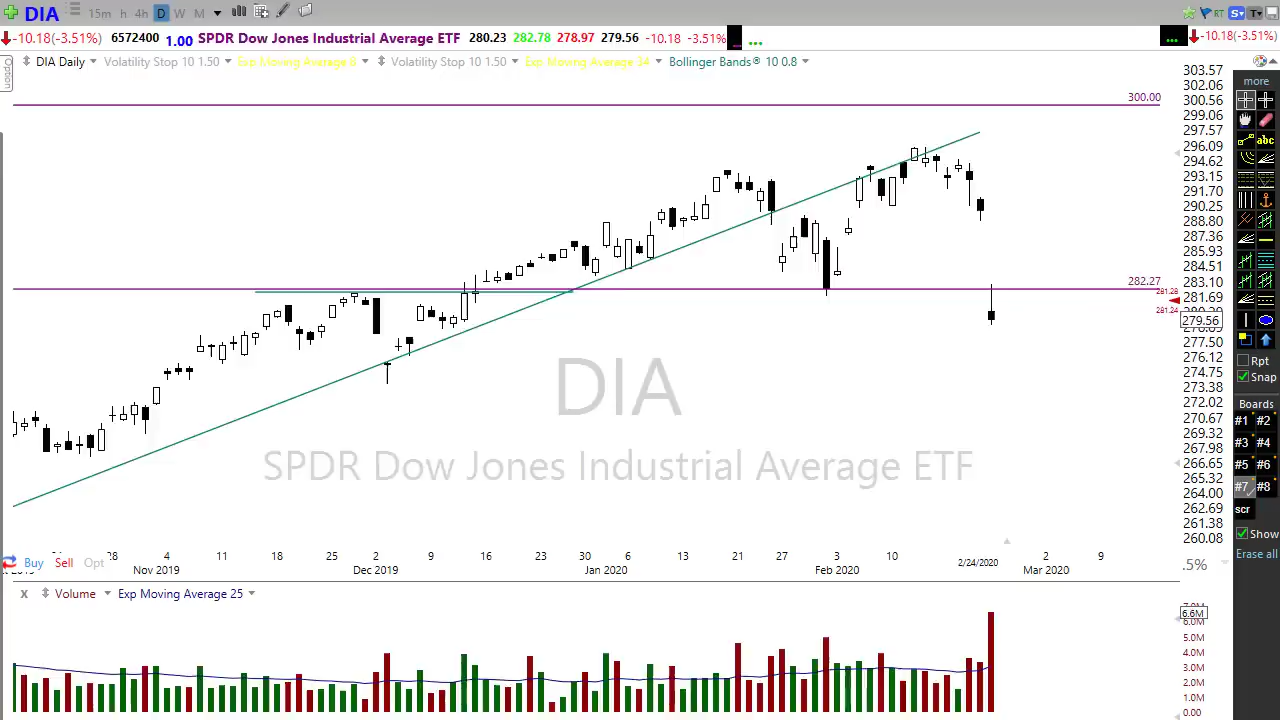 DIA 15m h 4h D W M RT S T
-10.18(-3.51%) 6572400 1.00 SPDR Dow Jones Industrial Average ETF 280.23 282.78 278.97 279.56 -10.18 -3.51% ... ... -10.18(-3.51%)
Option
DIA Daily Volatility Stop 10 1.50 Exp Moving Average 8 Volatility Stop 10 1.50 Exp Moving Average 34 Bollinger Bands® 10 0.8
303.57
302.06
300.56
299.06
297.57
296.09
294.62
293.15
291.70
290.25
288.80
287.36
285.93
284.51
283.10
281.69
279.56
277.50
276.12
274.75
273.38
272.02
270.67
269.32
267.98
266.65
265.32
264.00
262.69
261.38
260.08
300.00
282.27
281.28
281.24
DIA
SPDR Dow Jones Industrial Average ETF
more
abc
Rpt
Snap
Boards
#1 #2
#3 #4
#5 #6
#7 #8
scr
Show
Erase all
28 4 11 18 25 2 9 16 23 30 6 13 21 27 3 10 2/24/2020 2 9
Nov 2019 Dec 2019 Jan 2020 Feb 2020 Mar 2020
Buy Sell Opt
.5%
x Volume Exp Moving Average 25
6.6M
5.0M
4.0M
3.0M
2.0M
1.0M
0.00